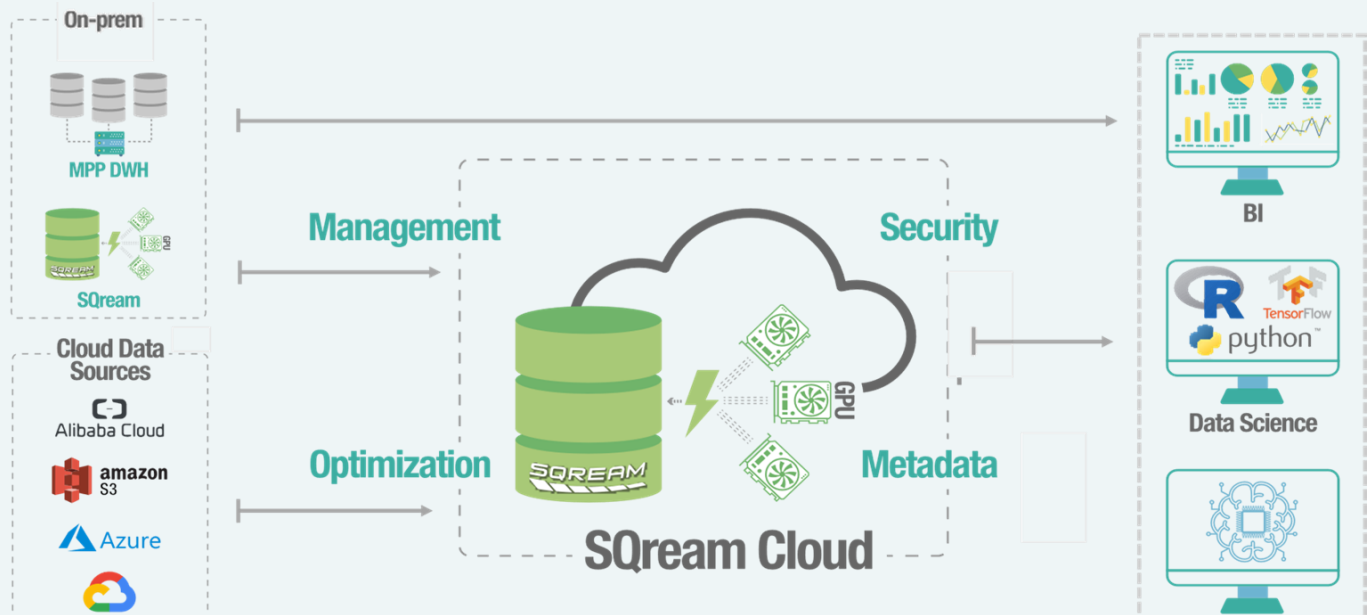 On-prem
MPP DWH
GPU
SQREAM
SQream
Cloud Data
Sources
Alibaba Cloud
amazon
S3
Azure
Management
Security
GPU
Optimization
SQREAM
Metadata
SQream Cloud
BI
R
TensorFlow
python™
Data Science